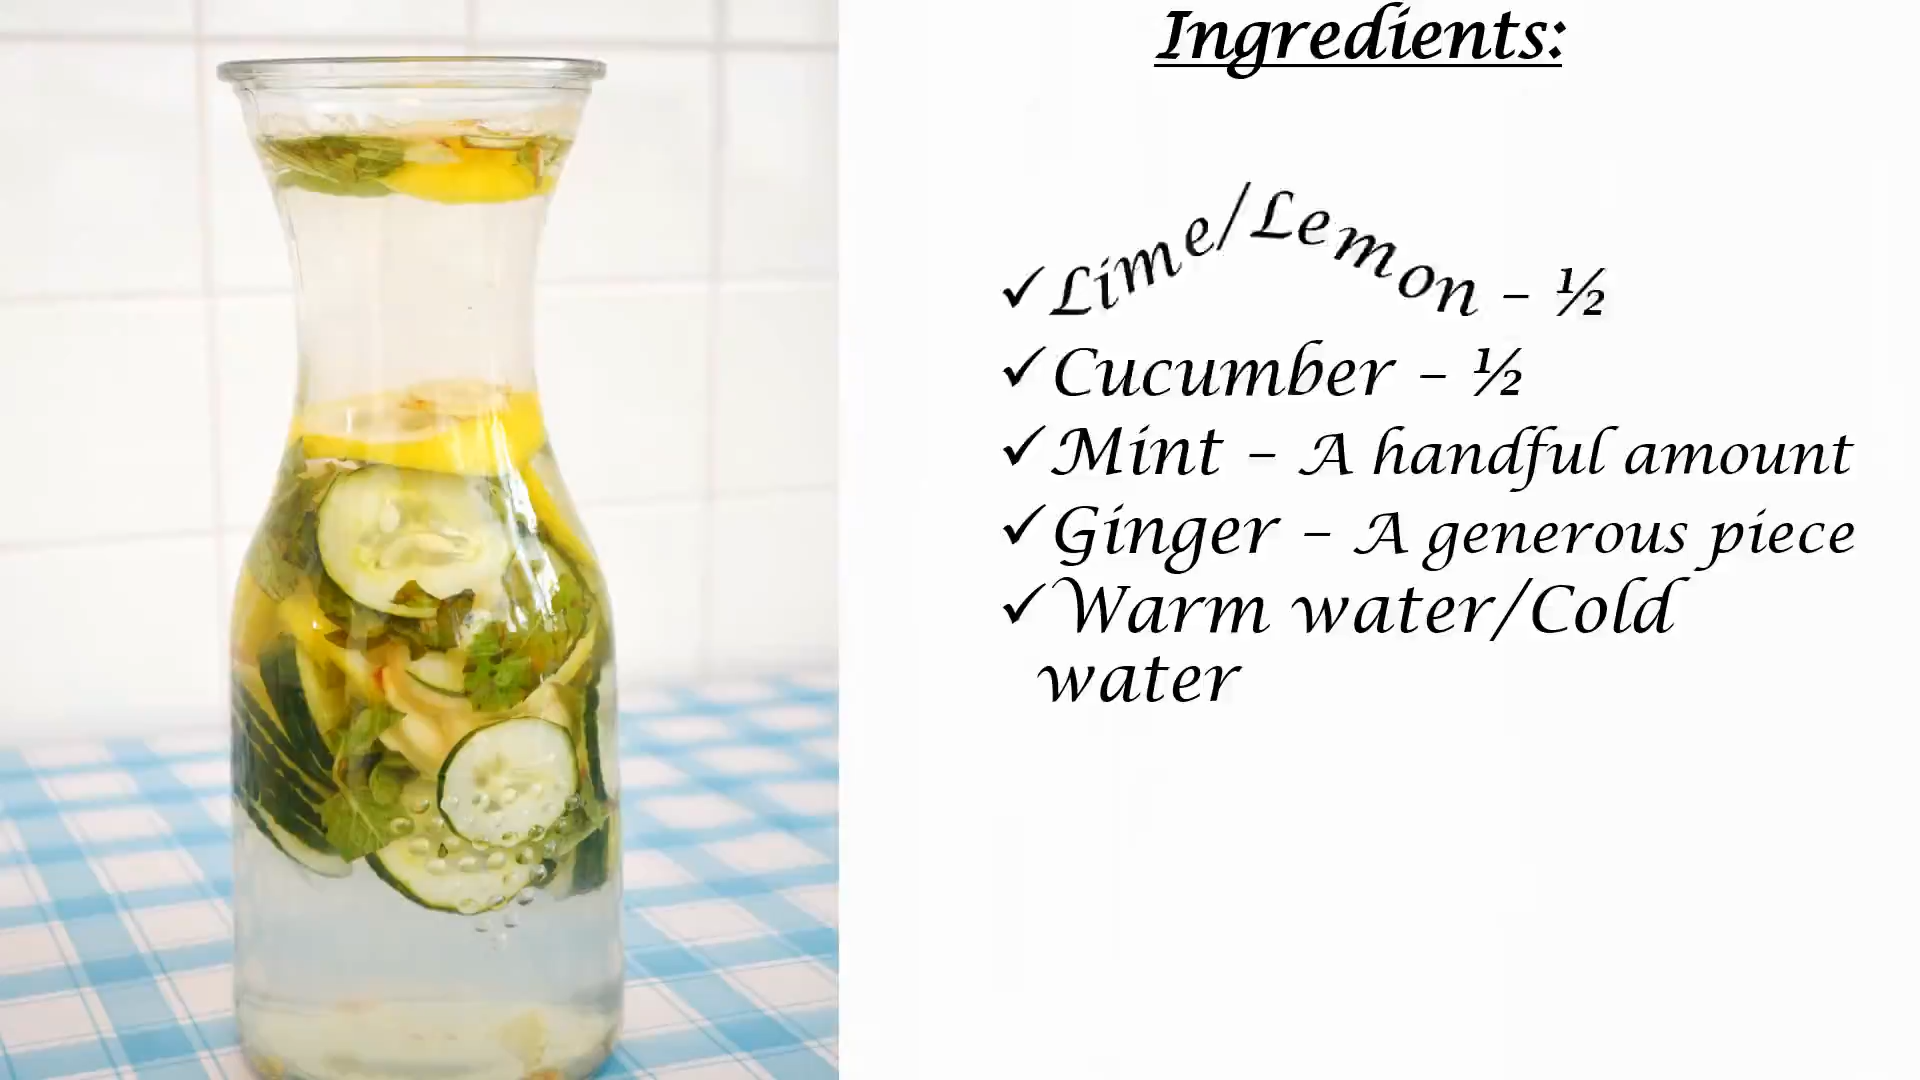 Ingredients:
✓Lime/Lemon – ½
✓Cucumber – ½
✓Mint – A handful amount
✓Ginger – A generous piece
✓Warm water/Cold
water